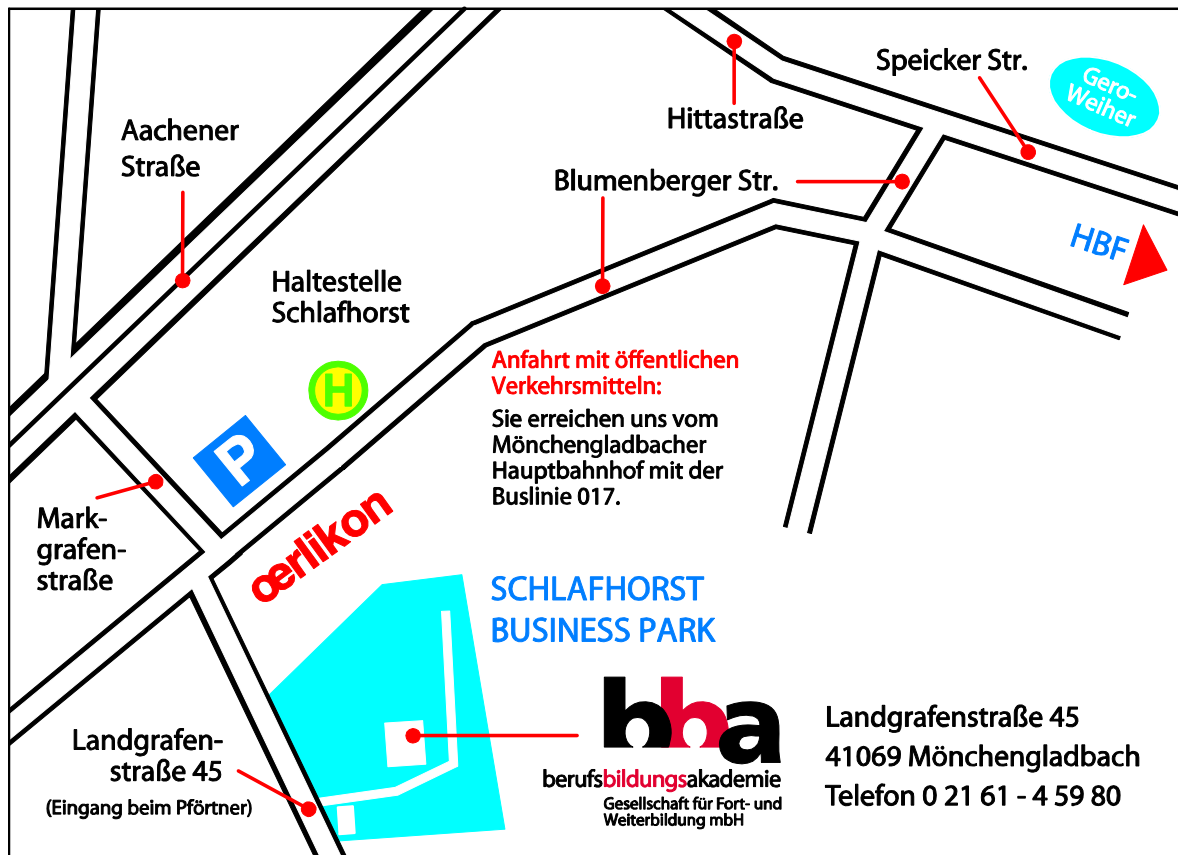 Speicker Str.
Gero-
Weiher
Hittastraße
Aachener
Straße
Blumenberger Str.
HBF
Haltestelle
Schlafhorst
H
Anfahrt mit öffentlichen
Verkehrsmitteln:
Sie erreichen uns vom
Mönchengladbacher
Hauptbahnhof mit der
Buslinie 017.
P
Mark-
grafen-
straße
œrlikon
SCHLAFHORST
BUSINESS PARK
Landgrafen-
straße 45
(Eingang beim Pförtner)
bba
berufsbildungsakademie
Gesellschaft für Fort- und
Weiterbildung mbH
Landgrafenstraße 45
41069 Mönchengladbach
Telefon 0 21 61 - 4 59 80